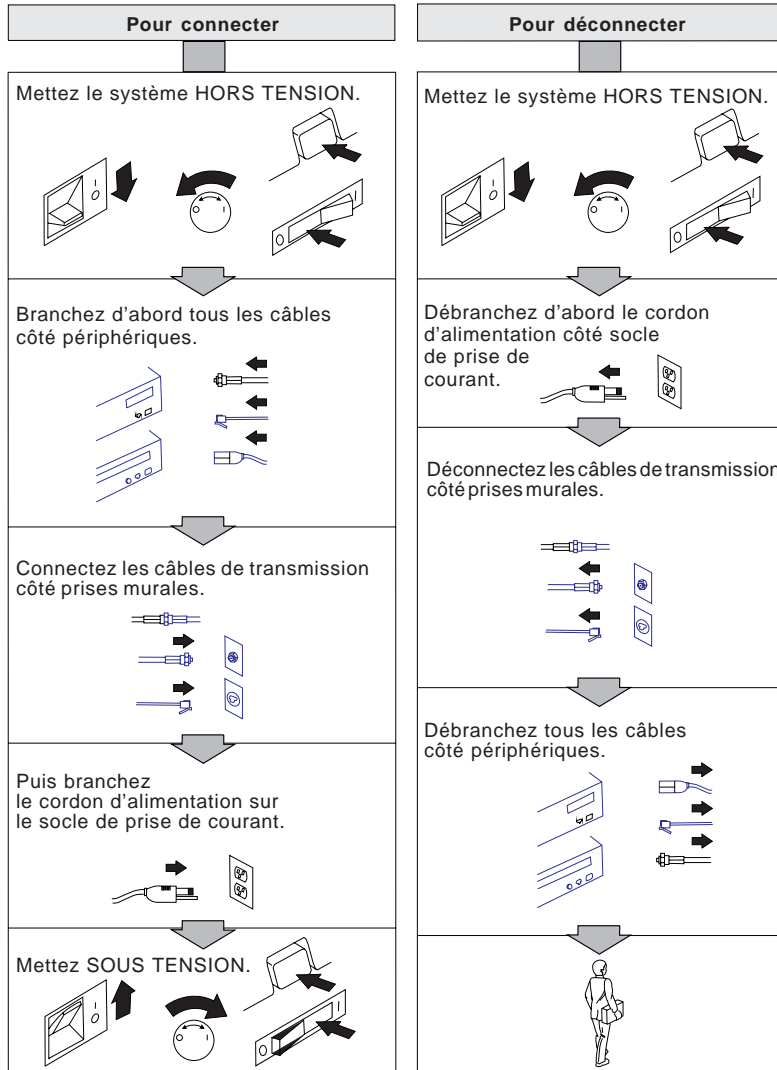 Pour connecter
Mettez le système HORS TENSION.
Branchez d'abord tous les câbles
côté périphériques.
Connectez les câbles de transmission
côté prises murales.
Puis branchez
le cordon d'alimentation sur
le socle de prise de courant.
Mettez SOUS TENSION.
Pour déconnecter
Mettez le système HORS TENSION.
Débranchez d'abord le cordon
d'alimentation côté socle
de prise de
courant.
Déconnectez les câbles de transmission
côté prises murales.
Débranchez tous les câbles
côté périphériques.